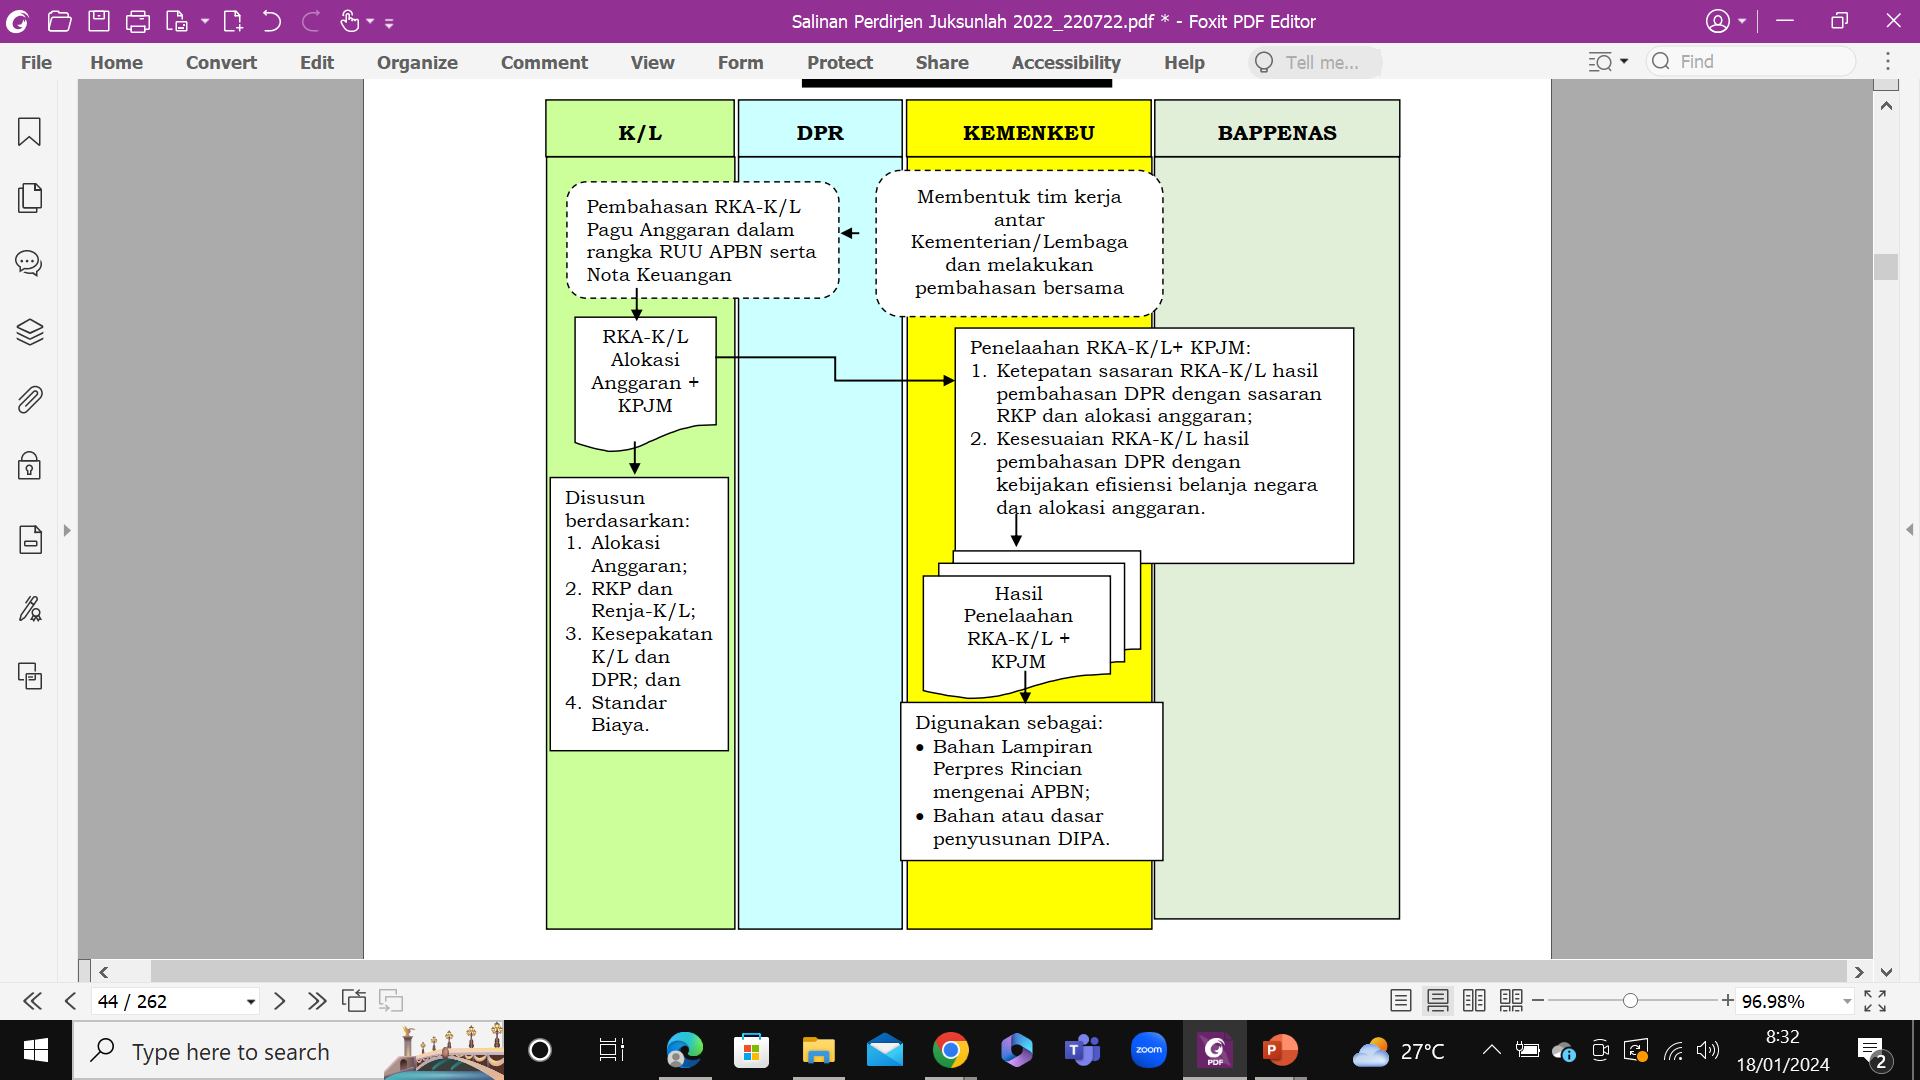 Salinan Perdirjen Juksunlah 2022_220722.pdf * - Foxit PDF Editor
File
Home
Convert
Edit
Organize
Comment
View
Form
Protect
Share
Accessibility
Help
Tell me...
Find
K/L
DPR
KEMENKEU
BAPPENAS
Pembahasan RKA-K/L
Pagu Anggaran dalam
rangka RUU APBN serta
Nota Keuangan
Membentuk tim kerja
antar
Kementerian/Lembaga
dan melakukan
pembahasan bersama
RKA-K/L
Alokasi
Anggaran +
KPJM
Penelaahan RKA-K/L+ KPJM:
1. Ketepatan sasaran RKA-K/L hasil
pembahasan DPR dengan sasaran
RKP dan alokasi anggaran;
2. Kesesuaian RKA-K/L hasil
pembahasan DPR dengan
kebijakan efisiensi belanja negara
dan alokasi anggaran.
Disusun
berdasarkan:
1. Alokasi
Anggaran;
2. RKP dan
Renja-K/L;
3. Kesepakatan
K/L dan
DPR; dan
4. Standar
Biaya.
Hasil
Penelaahan
RKA-K/L +
KPJM
Digunakan sebagai:
• Bahan Lampiran
Perpres Rincian
mengenai APBN;
• Bahan atau dasar
penyusunan DIPA.
44 / 262
96.98%
Type here to search
zoom
PDF
27°C
8:32
18/01/2024
2